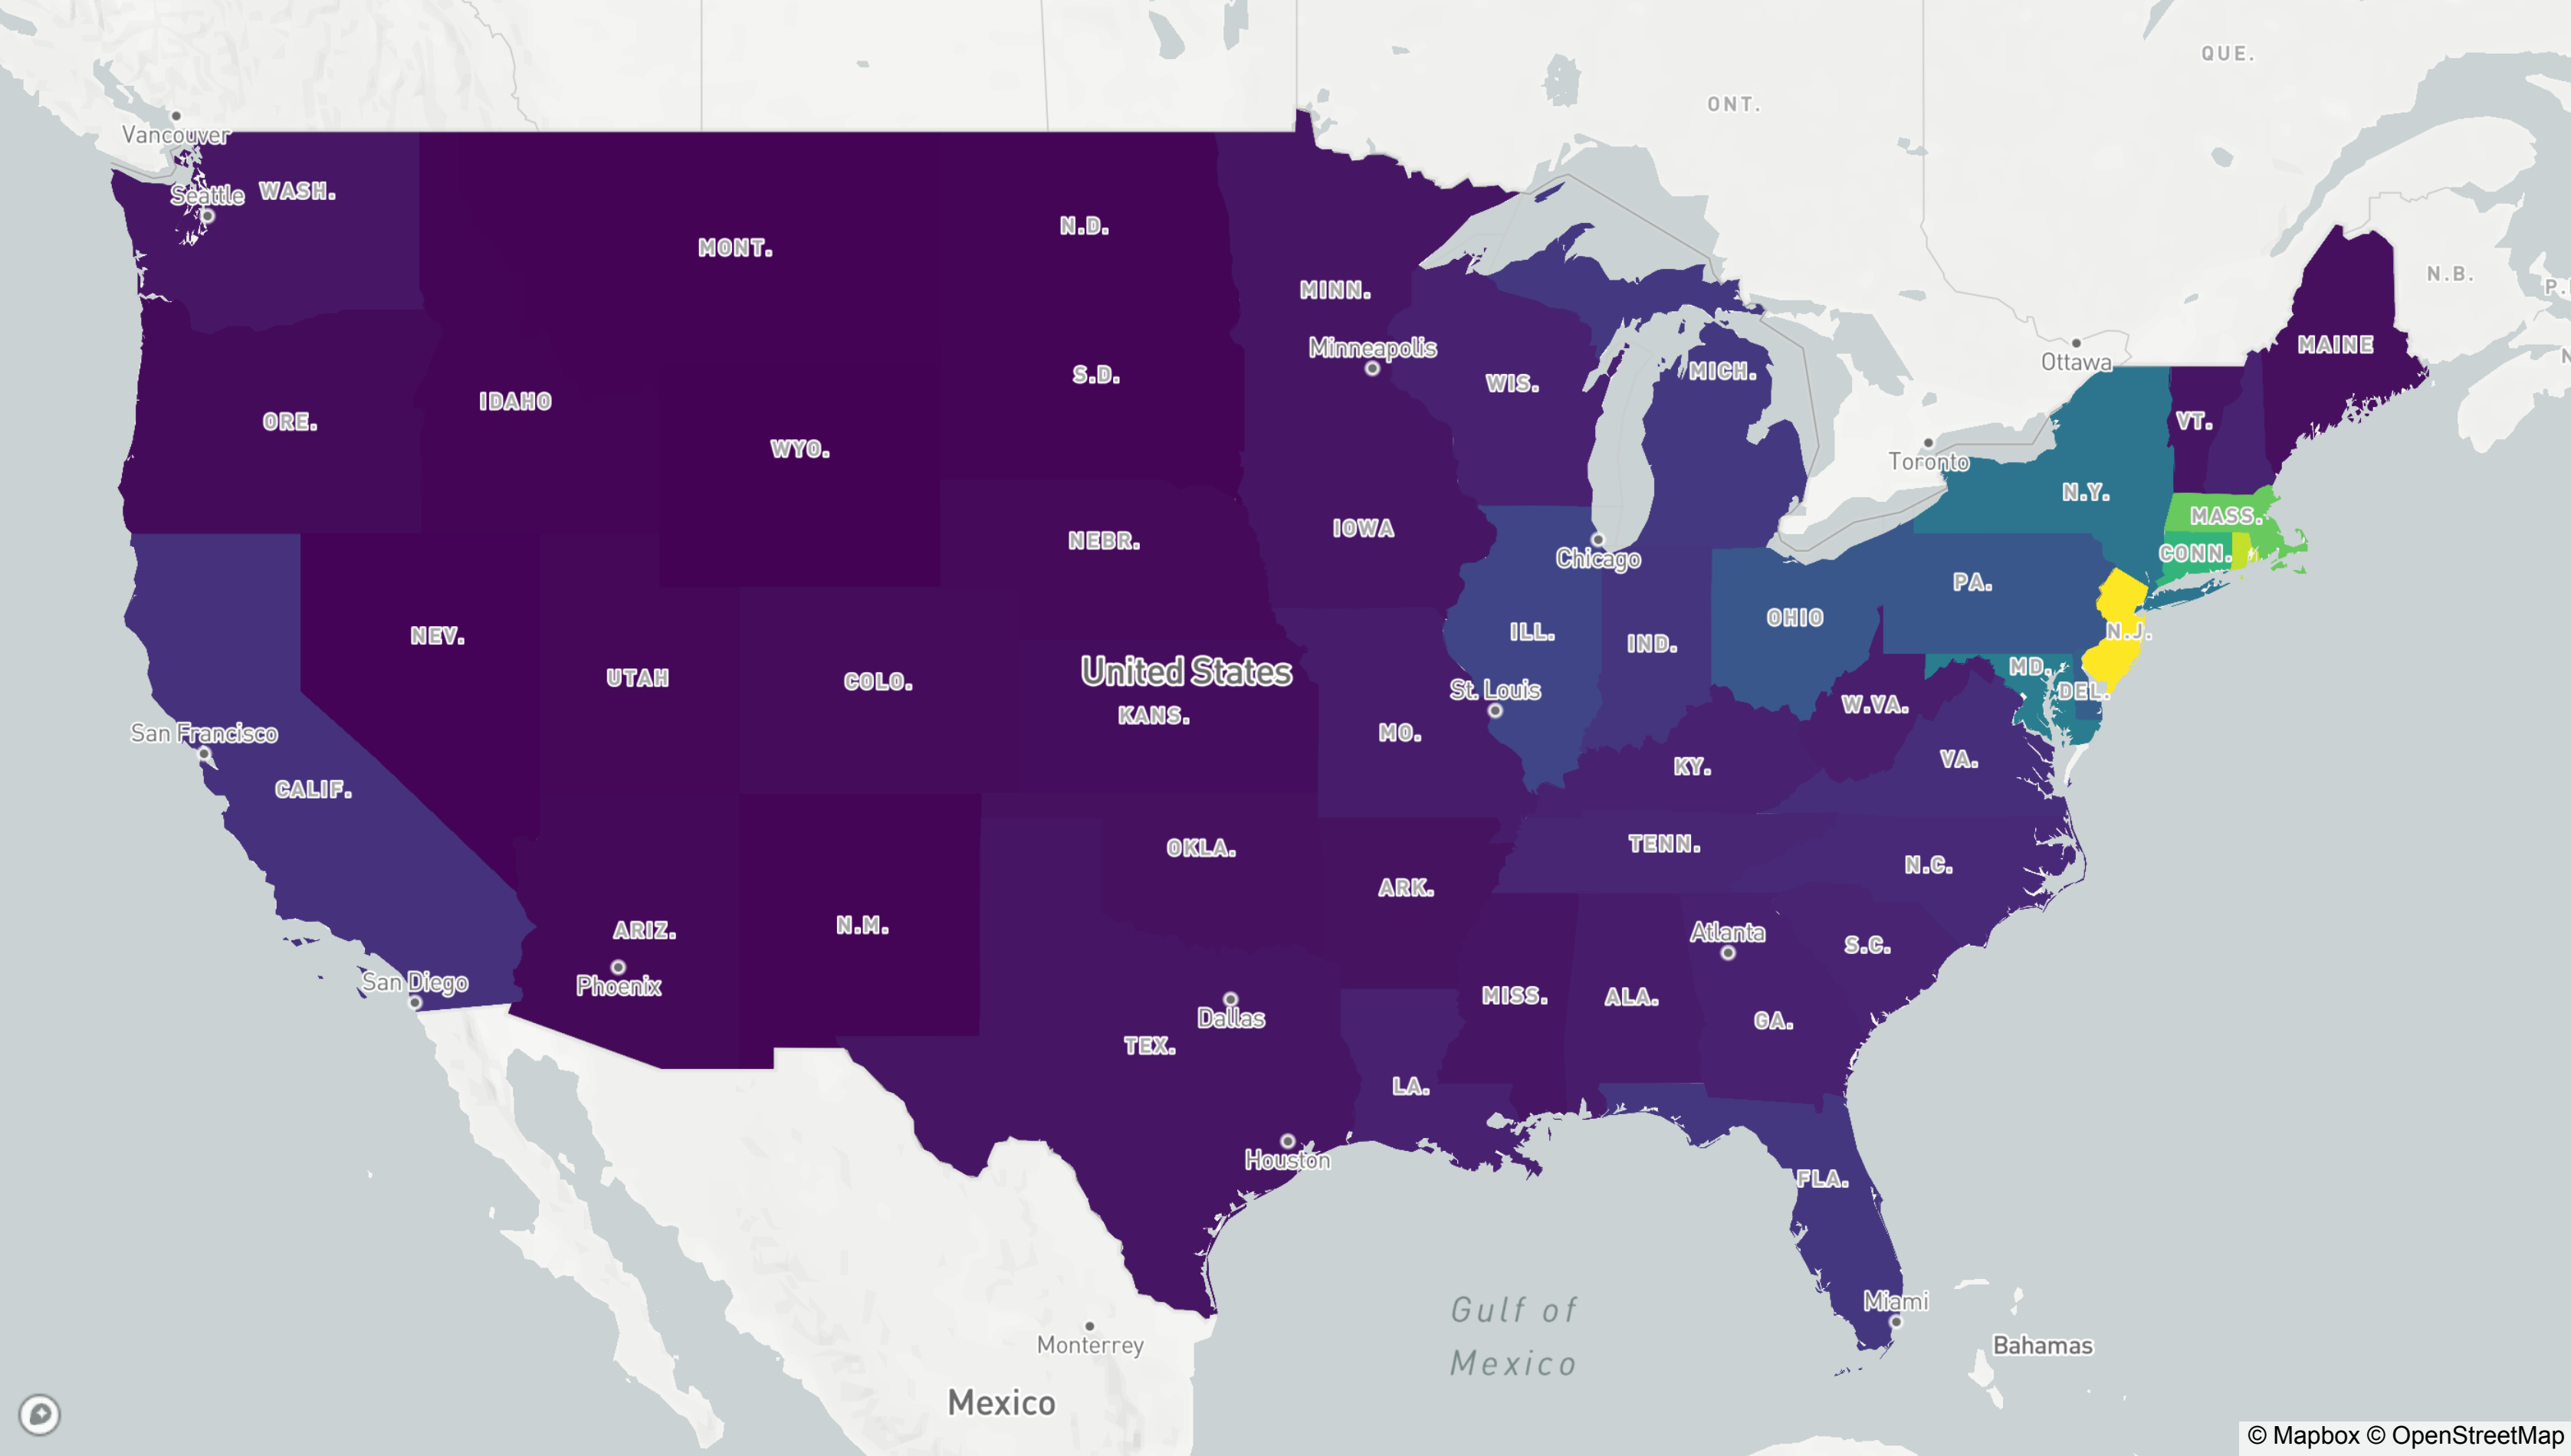 QUE.
ONT.
Vancouver
Seattle
WASH.
MONT.
N.D.
MINN.
Minneapolis
S.D.
WIS.
MICH.
Ottawa
MAINE
N.B.
P.
N
IDAHO
ORE.
WYO.
VT.
Toronto
N.Y.
MASS.
IOWA
NEBR.
Chicago
CONN.
PA.
OHIO
N.J.
ILL.
IND.
NEV.
UTAH
COLO.
United States
KANS.
St. Louis
MD.
DEL.
W.VA.
San Francisco
MO.
KY.
VA.
CALIF.
OKLA.
TENN.
N.C.
ARK.
ARIZ.
N.M.
Atlanta
S.C.
Phoenix
San Diego
Dallas
MISS.
ALA.
GA.
TEX.
LA.
Houston
FLA.
Gulf of
Mexico
Miami
Monterrey
Bahamas
Mexico
© Mapbox © OpenStreetMap